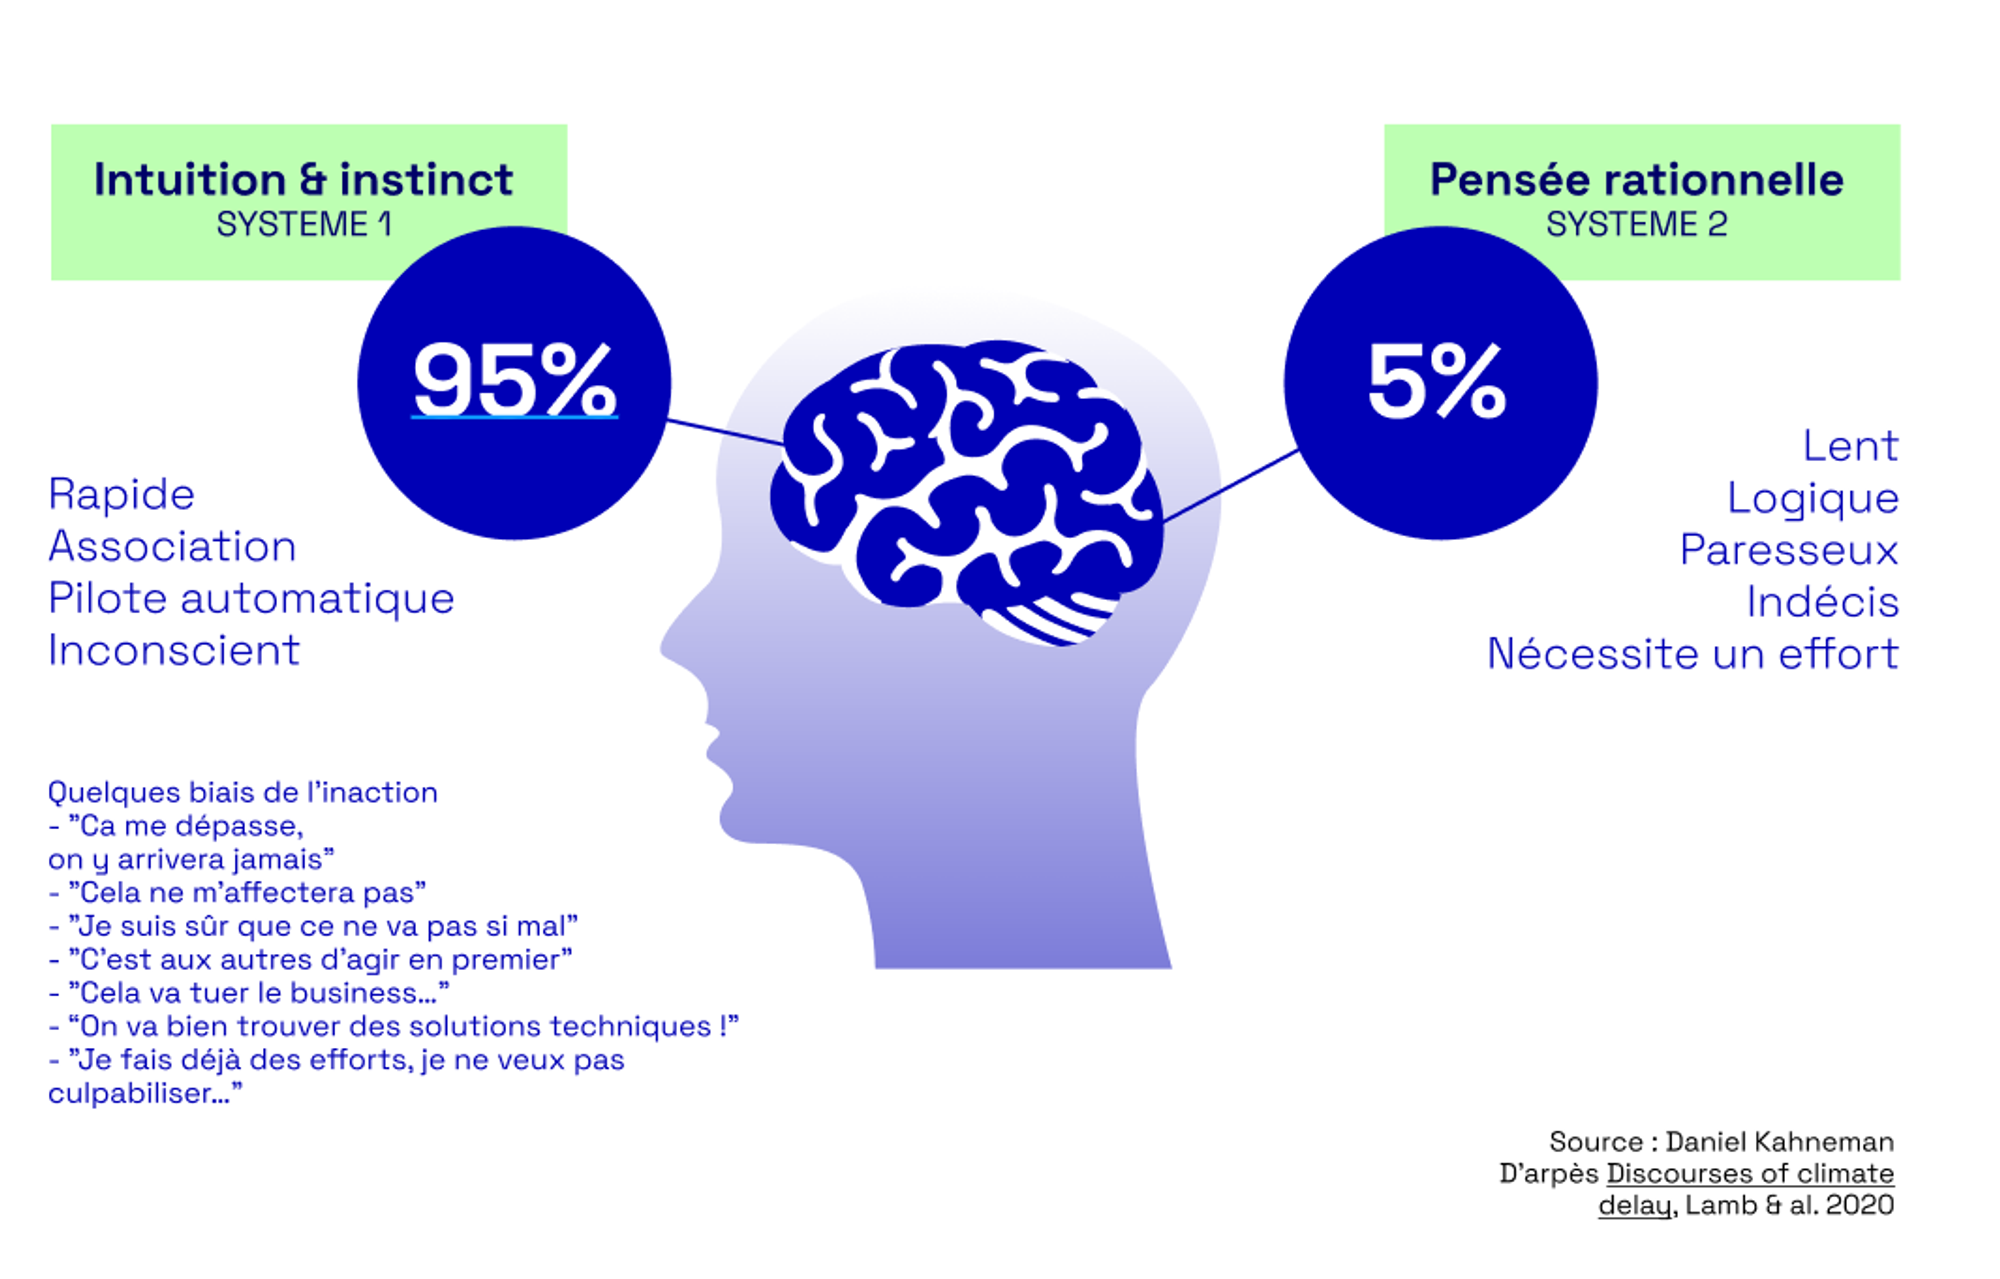 Intuition & instinct
SYSTEME 1
95%
Rapide
Association
Pilote automatique
Inconscient
Quelques biais de l'inaction
- "Ca me dépasse,
on y arrivera jamais"
- "Cela ne m'affectera pas"
- "Je suis sûr que ce ne va pas si mal"
- "C'est aux autres d'agir en premier"
- "Cela va tuer le business..."
- “On va bien trouver des solutions techniques !"
- "Je fais déjà des efforts, je ne veux pas
culpabiliser..."
Pensée rationnelle
SYSTEME 2
5%
Lent
Logique
Paresseux
Indécis
Nécessite un effort
Source : Daniel Kahneman
D'arpès Discourses of climate
delay, Lamb & al. 2020